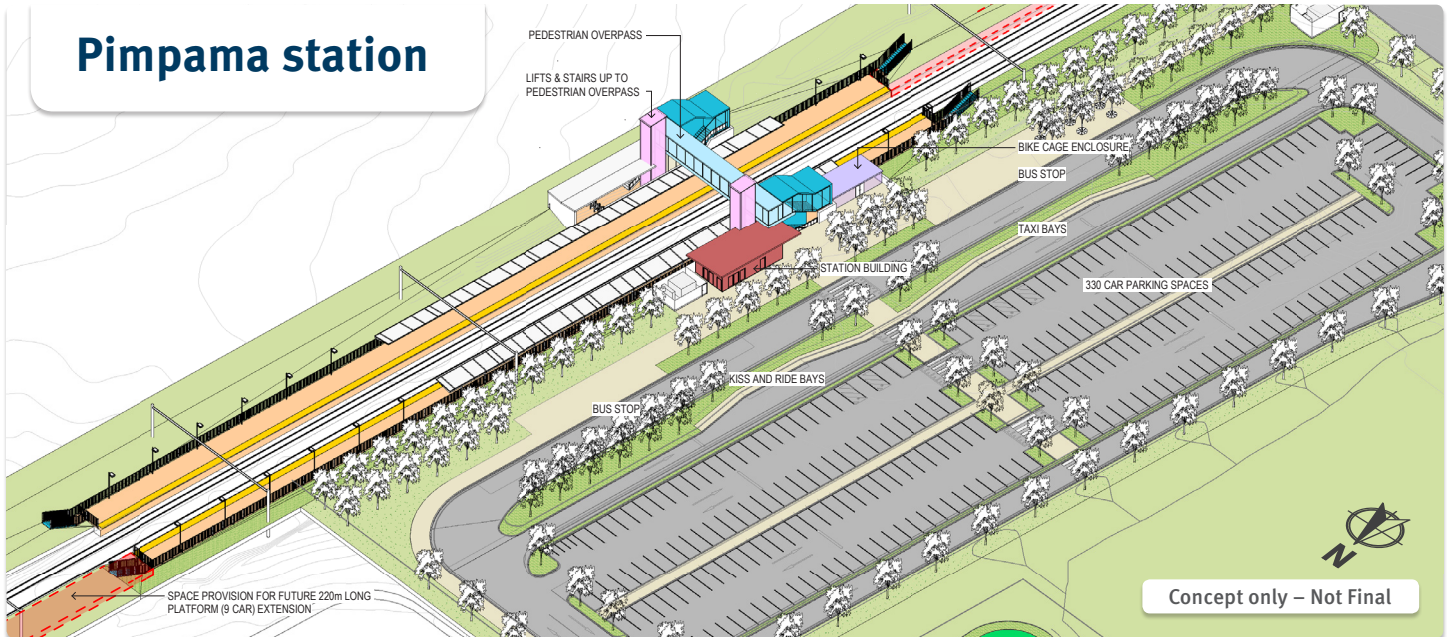 Pimpama station
PEDESTRIAN OVERPASS
LIFTS & STAIRS UP TO
PEDESTRIAN OVERPASS
BIKE CAGE ENCLOSURE
BUS STOP
TAXI BAYS
STATION BUILDING
330 CAR PARKING SPACES
KISS AND RIDE BAYS
BUS STOP
SPACE PROVISION FOR FUTURE 220m LONG
PLATFORM (9 CAR) EXTENSION
N
Concept only – Not Final